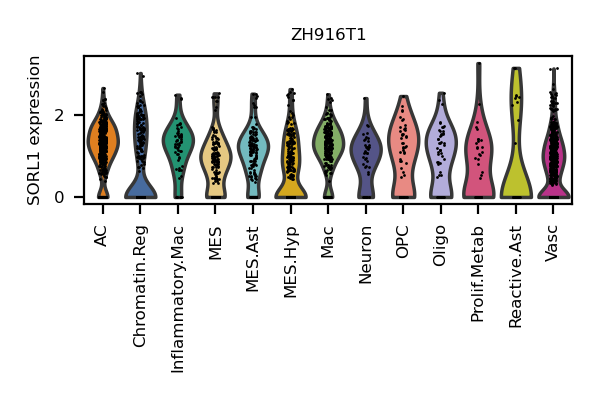 ZH916T1
SORL1 expression
2
0
AC
Chromatin.Reg
Inflammatory.Mac
MES
MES.Ast
MES.Hyp
Mac
Neuron
OPC
Oligo
Prolif.Metab
Reactive.Ast
Vasc